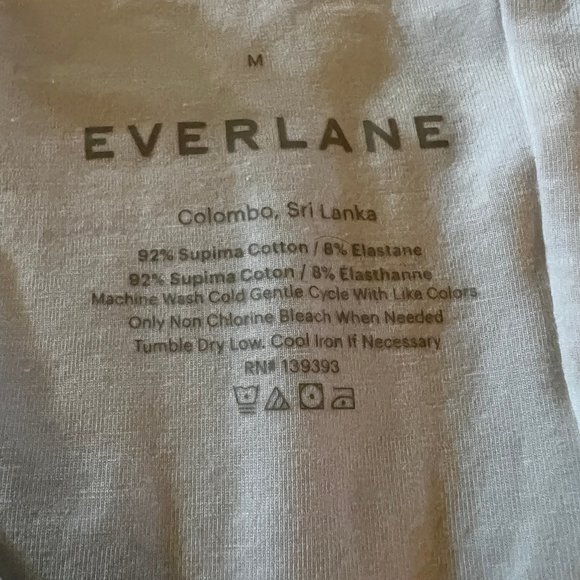 M
EVERLANE
Colombo, Sri Lanka
92% Supima Cotton / 8% Elastane
92% Supima Coton / 8% Elasthanne
Machine Wash Cold Gentle Cycle With Like Colors
Only Non Chlorine Bleach When Needed
Tumble Dry Low. Cool Iron If Necessary
RN# 139393